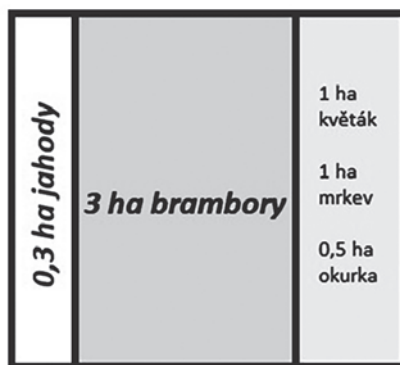 0,3 ha jahody
3 ha brambory
1 ha
květák
1 ha
mrkev
0,5 ha
okurka